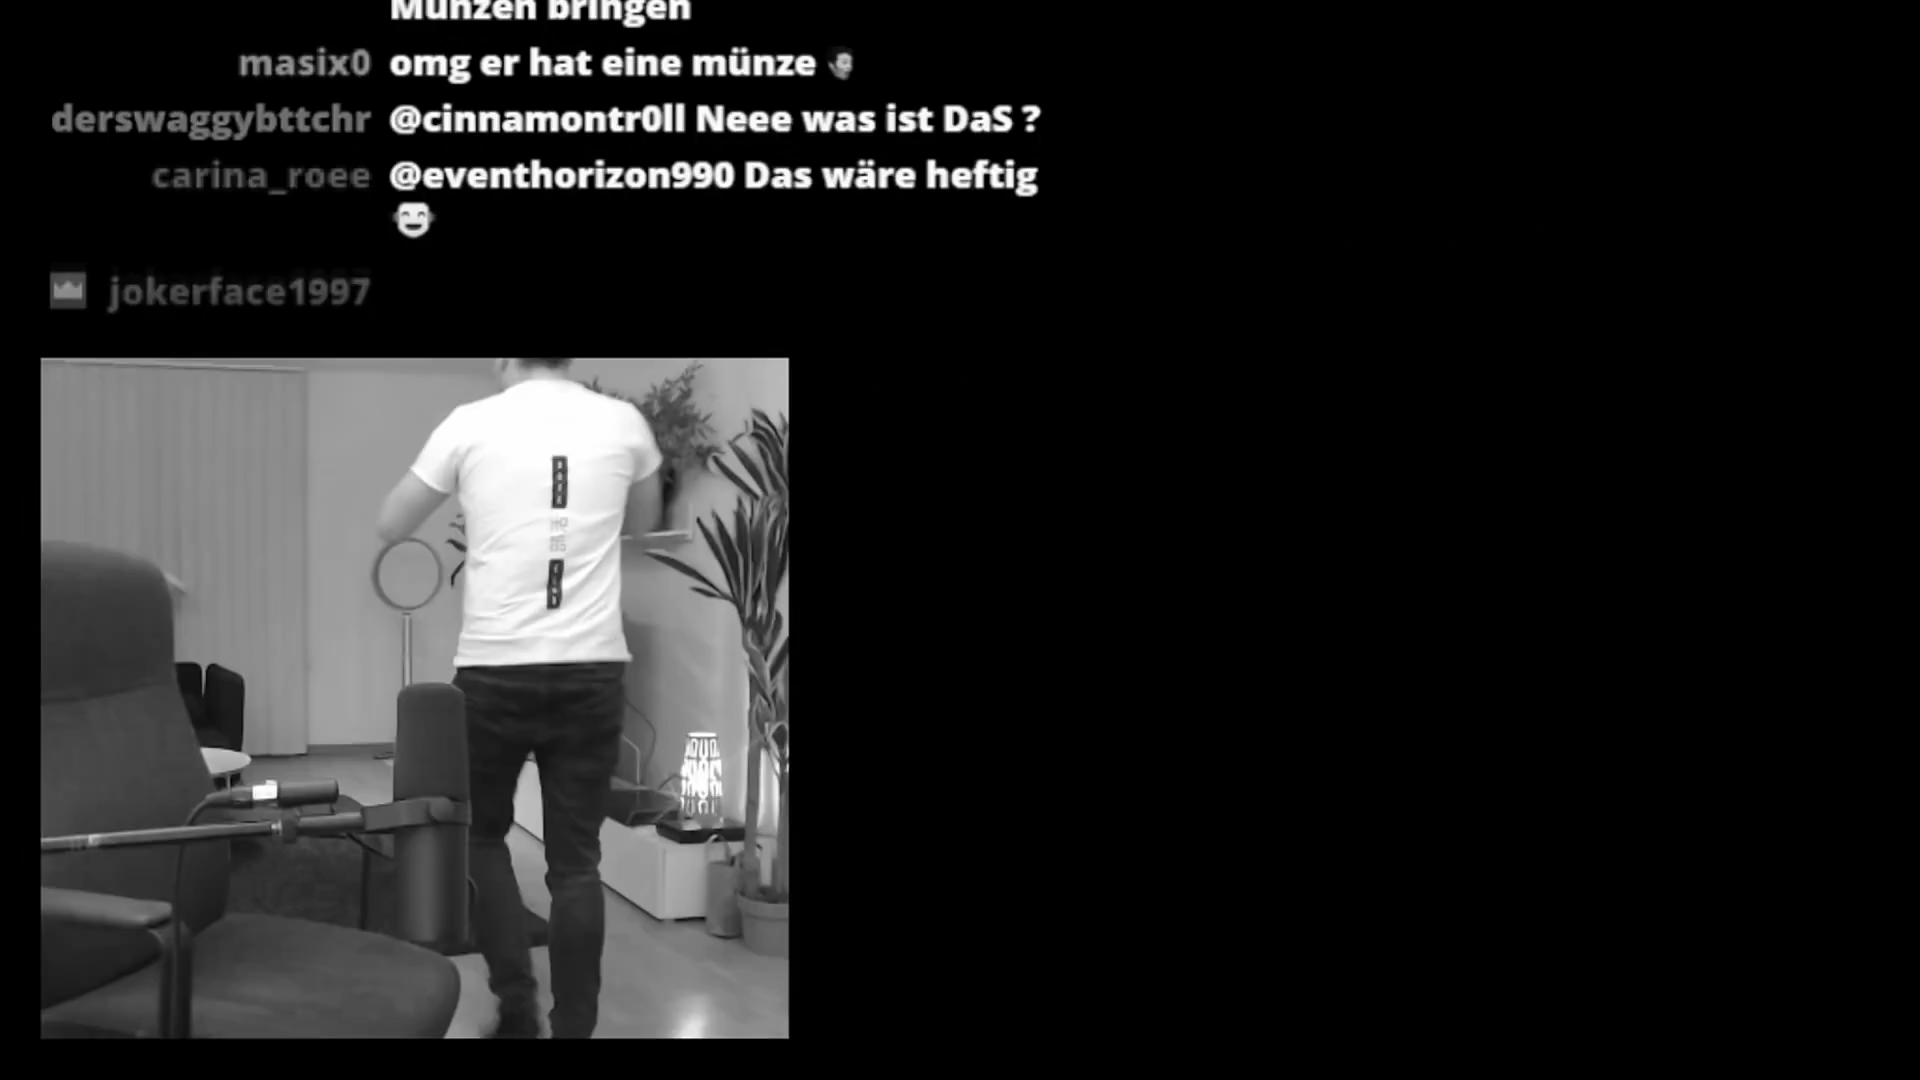 Münzen bringen
masix0 omg er hat eine münze
derswaggybttchr @cinnamontr0ll Neee was ist DaS ?
carina_roee @eventhorizon990 Das wäre heftig
jokerface1997